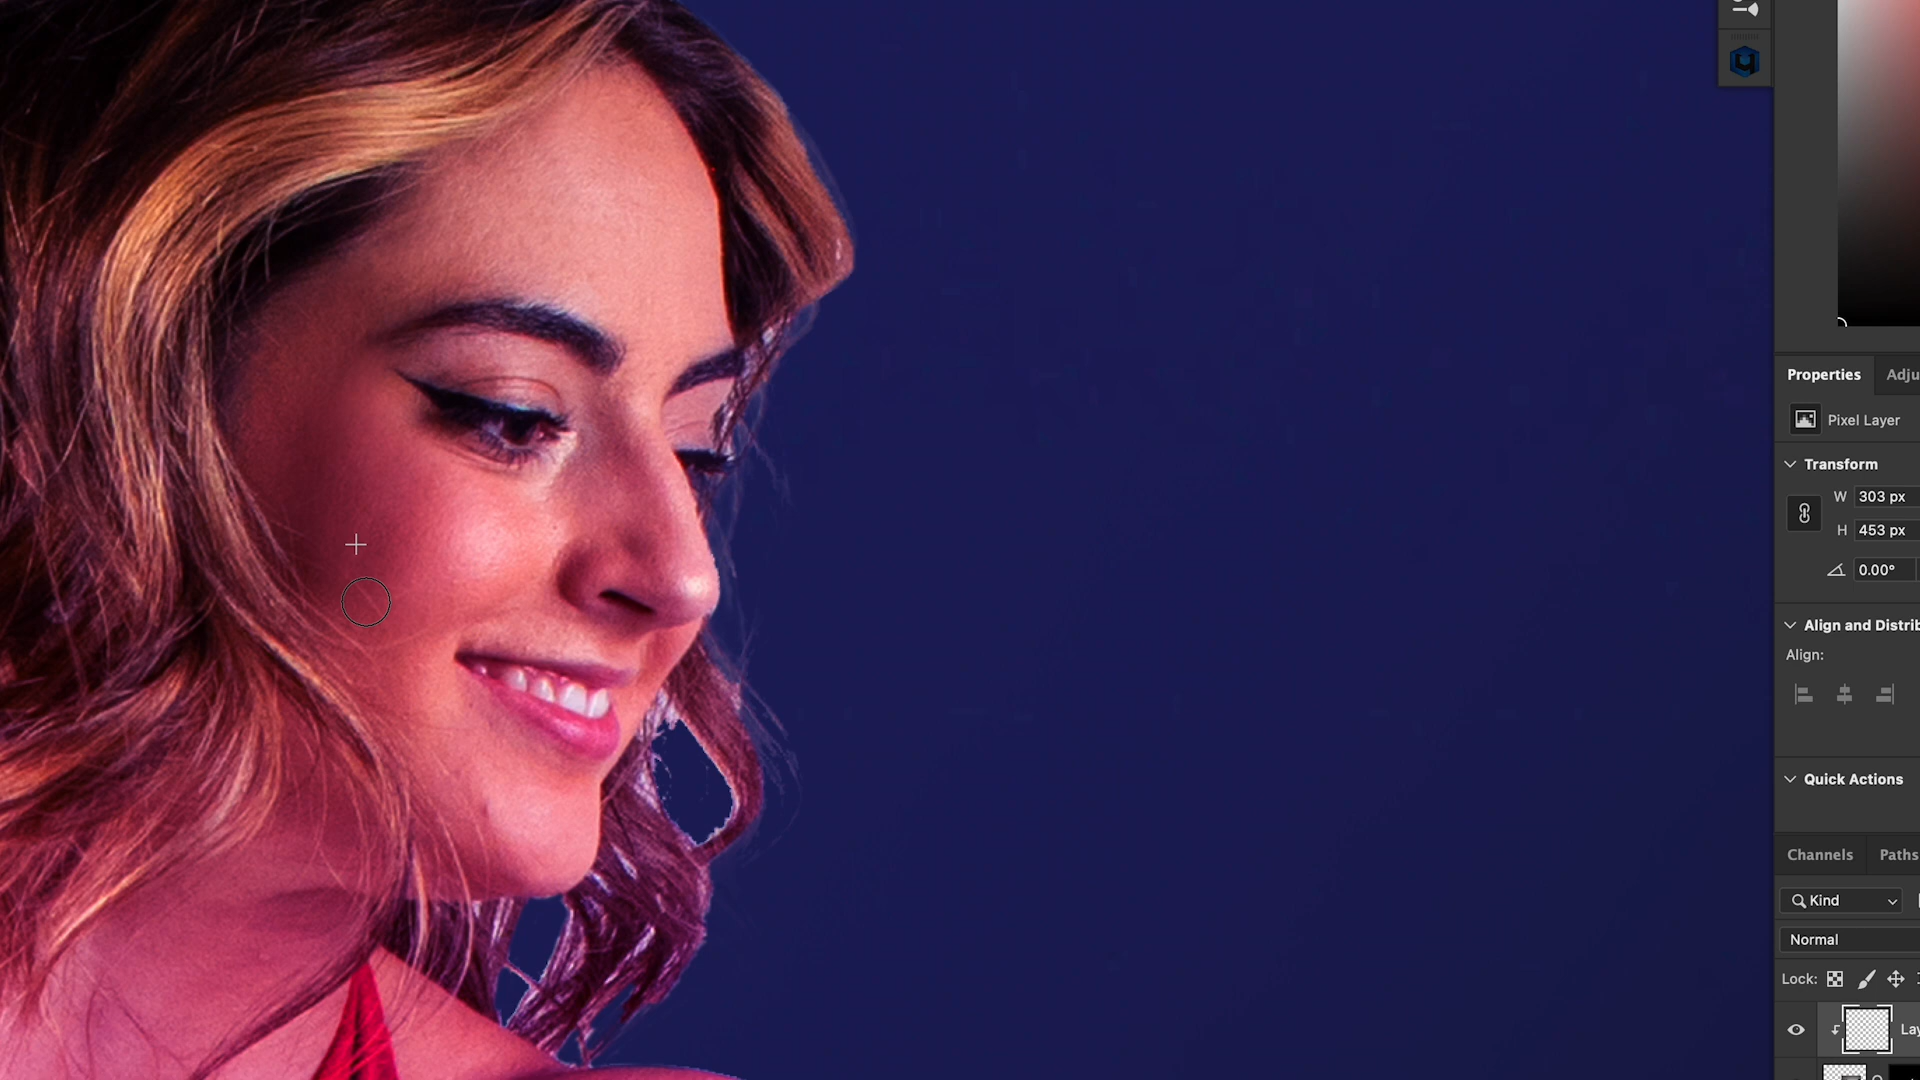 Properties
Adju
Pixel Layer
Transform
W 303 px
H 453 px
0.00°
Align and Distrib
Align:
Quick Actions
Channels
Paths
Kind
Normal
Lock:
Lay